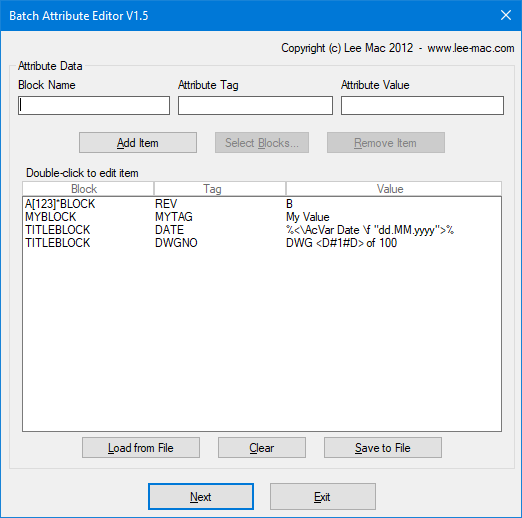 Batch Attribute Editor V1.5
Copyright (c) Lee Mac 2012 - www.lee-mac.com
Attribute Data
Block Name Attribute Tag Attribute Value
Add Item Select Blocks... Remove Item
Double-click to edit item
Block Tag Value
A[123]*BLOCK REV B
MYBLOCK MYTAG My Value
TITLEBLOCK DATE %<\AcVar Date \f "dd.MM.yyyy">%
TITLEBLOCK DWGNO DWG <D#1#D> of 100
Load from File Clear Save to File
Next Exit